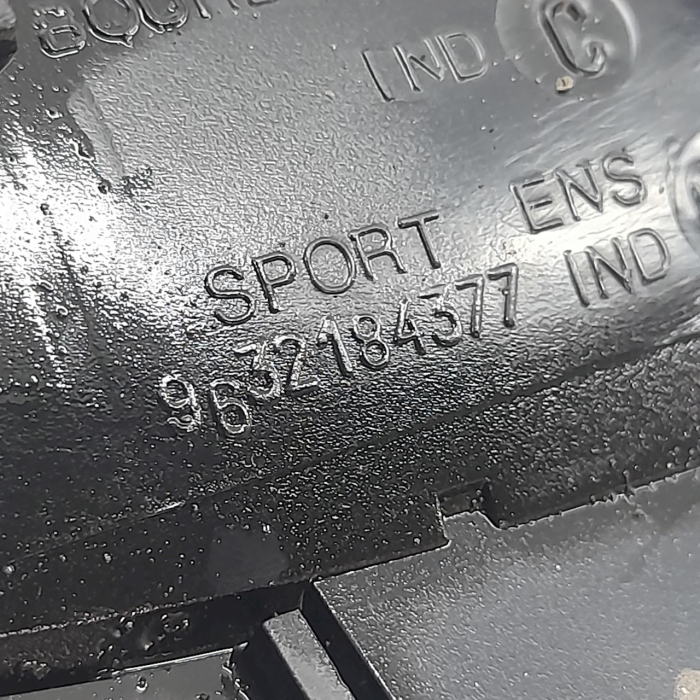 IND C
SPORT ENS
9632184377 IND